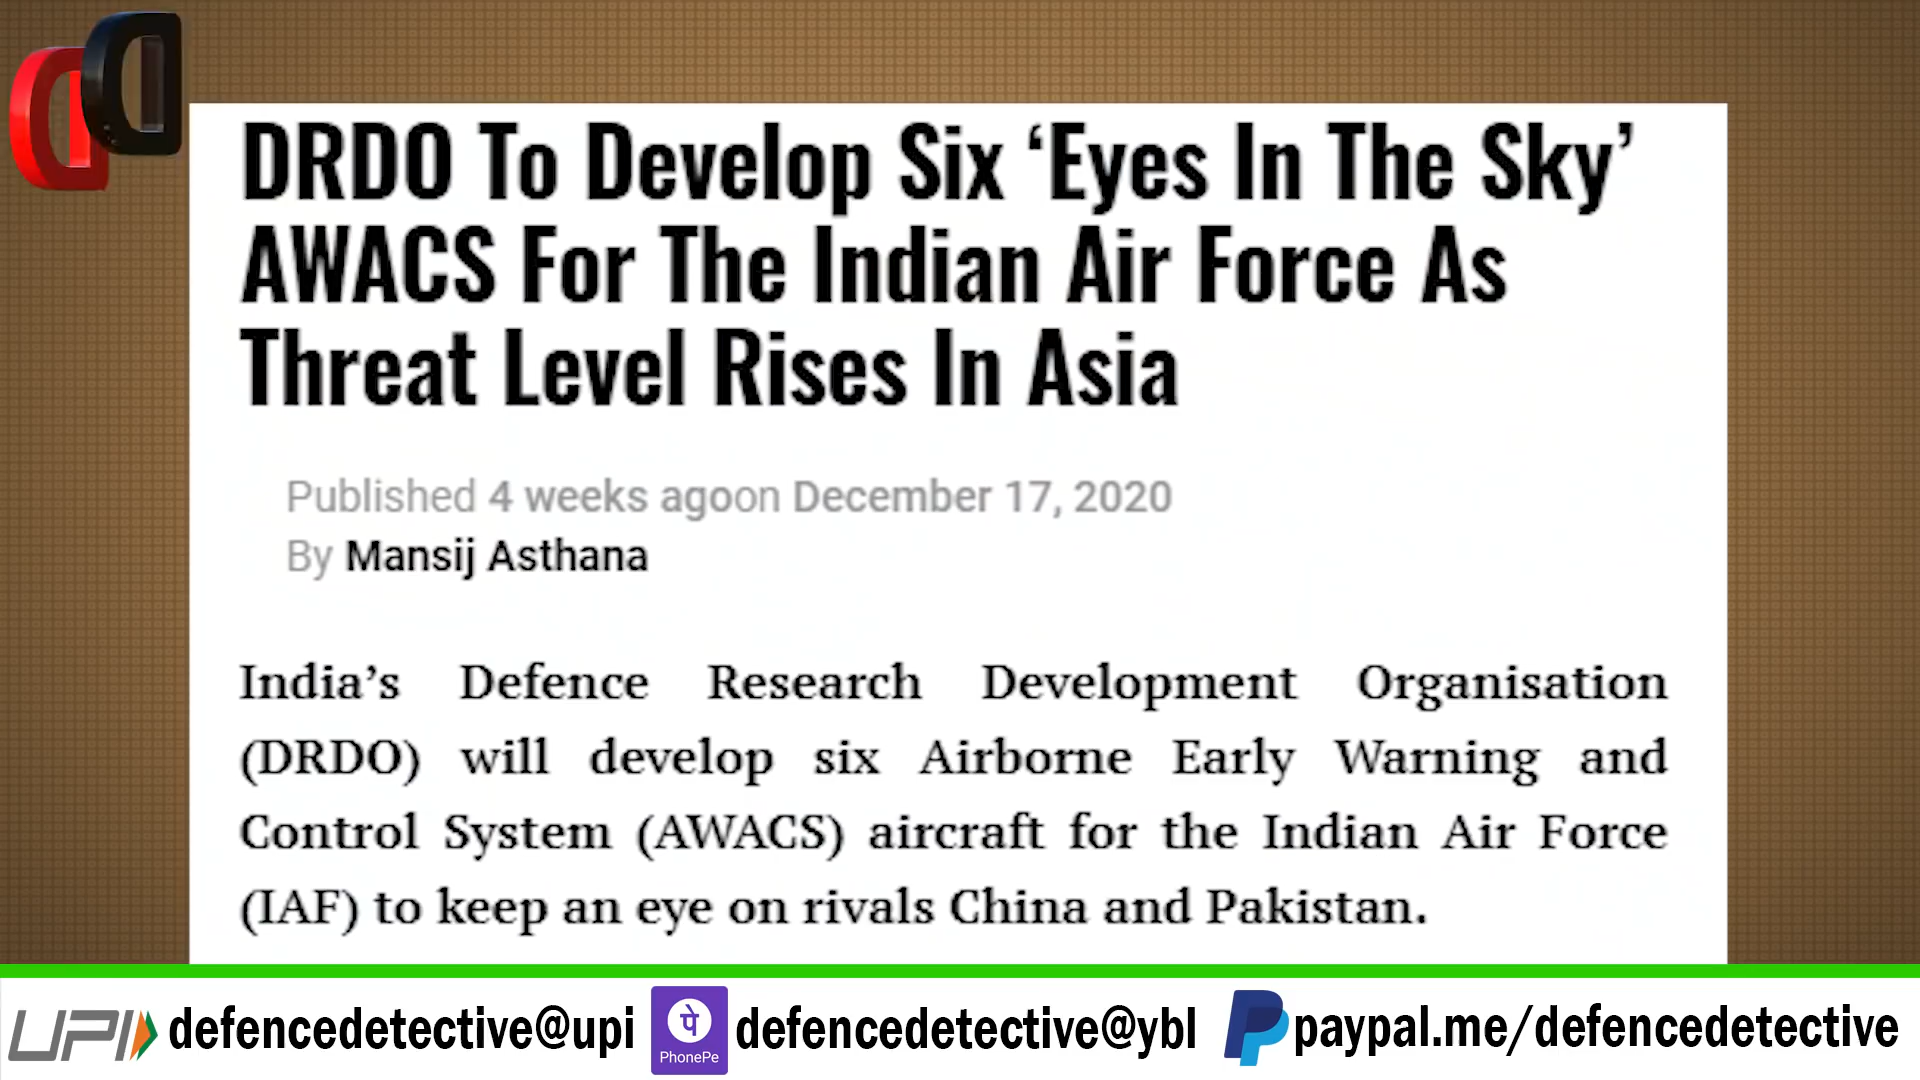 DRDO To Develop Six ‘Eyes In The Sky’
AWACS For The Indian Air Force As
Threat Level Rises In Asia
Published 4 weeks agoon December 17, 2020
By Mansij Asthana
India’s Defence Research Development Organisation
(DRDO) will develop six Airborne Early Warning and
Control System (AWACS) aircraft for the Indian Air Force
(IAF) to keep an eye on rivals China and Pakistan.
UPI defencedetective@upi पे PhonePe defencedetective@ybl paypal.me/defencedetective